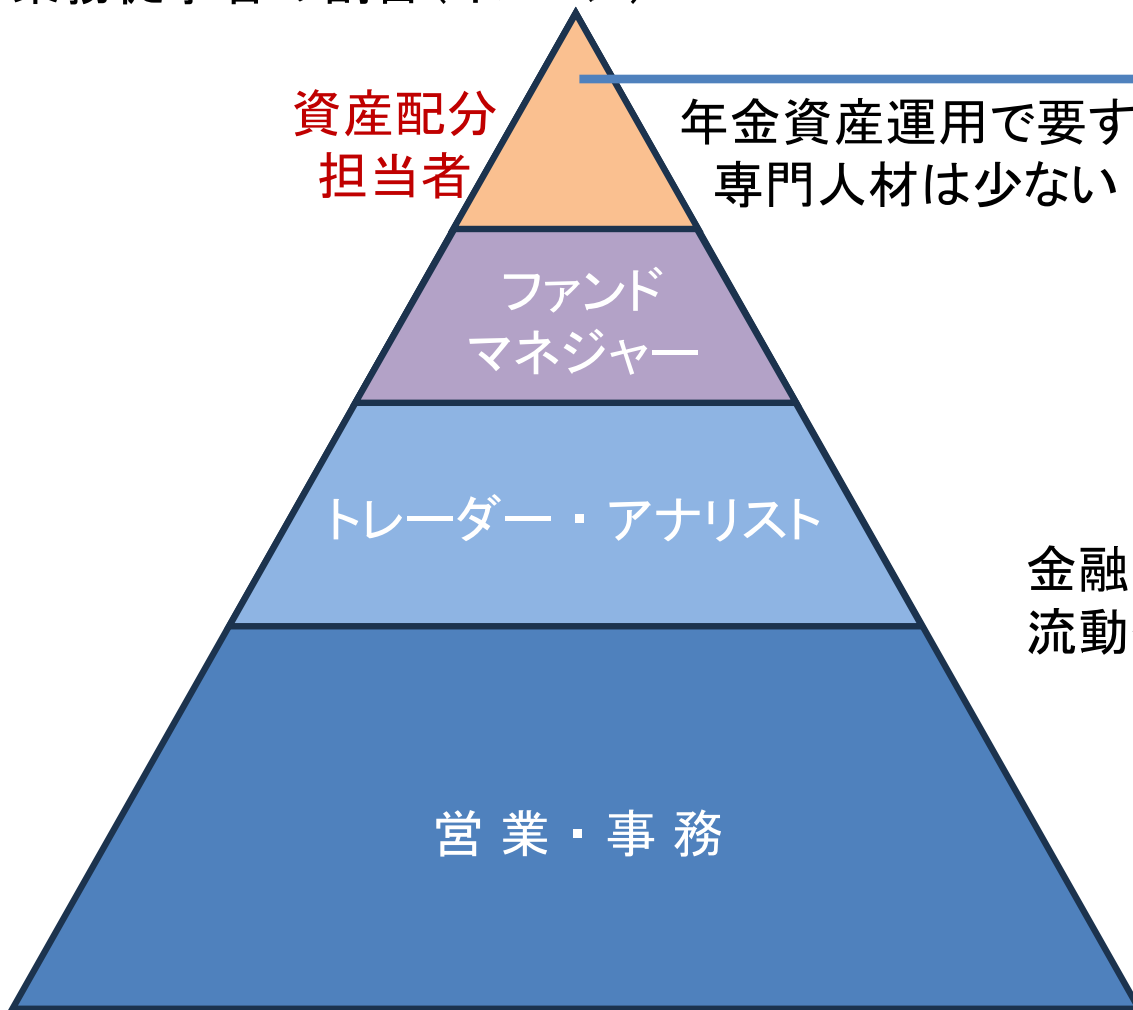 資産配分
担当者
年金資産運用で要す
専門人材は少ない
ファンド
マネジャー
トレーダー・アナリスト
金融
流動
営業・事務